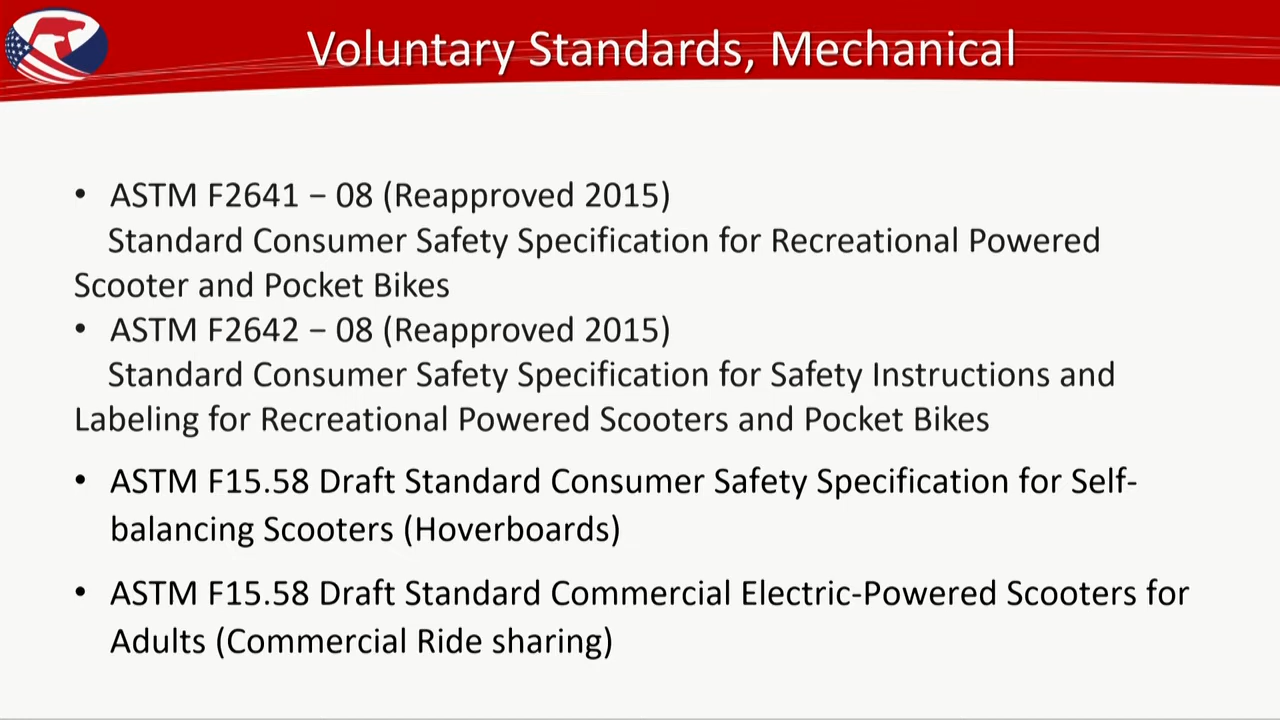 Voluntary Standards, Mechanical
• ASTM F2641 – 08 (Reapproved 2015)
Standard Consumer Safety Specification for Recreational Powered
Scooter and Pocket Bikes
• ASTM F2642 – 08 (Reapproved 2015)
Standard Consumer Safety Specification for Safety Instructions and
Labeling for Recreational Powered Scooters and Pocket Bikes
• ASTM F15.58 Draft Standard Consumer Safety Specification for Self-
balancing Scooters (Hoverboards)
• ASTM F15.58 Draft Standard Commercial Electric-Powered Scooters for
Adults (Commercial Ride sharing)